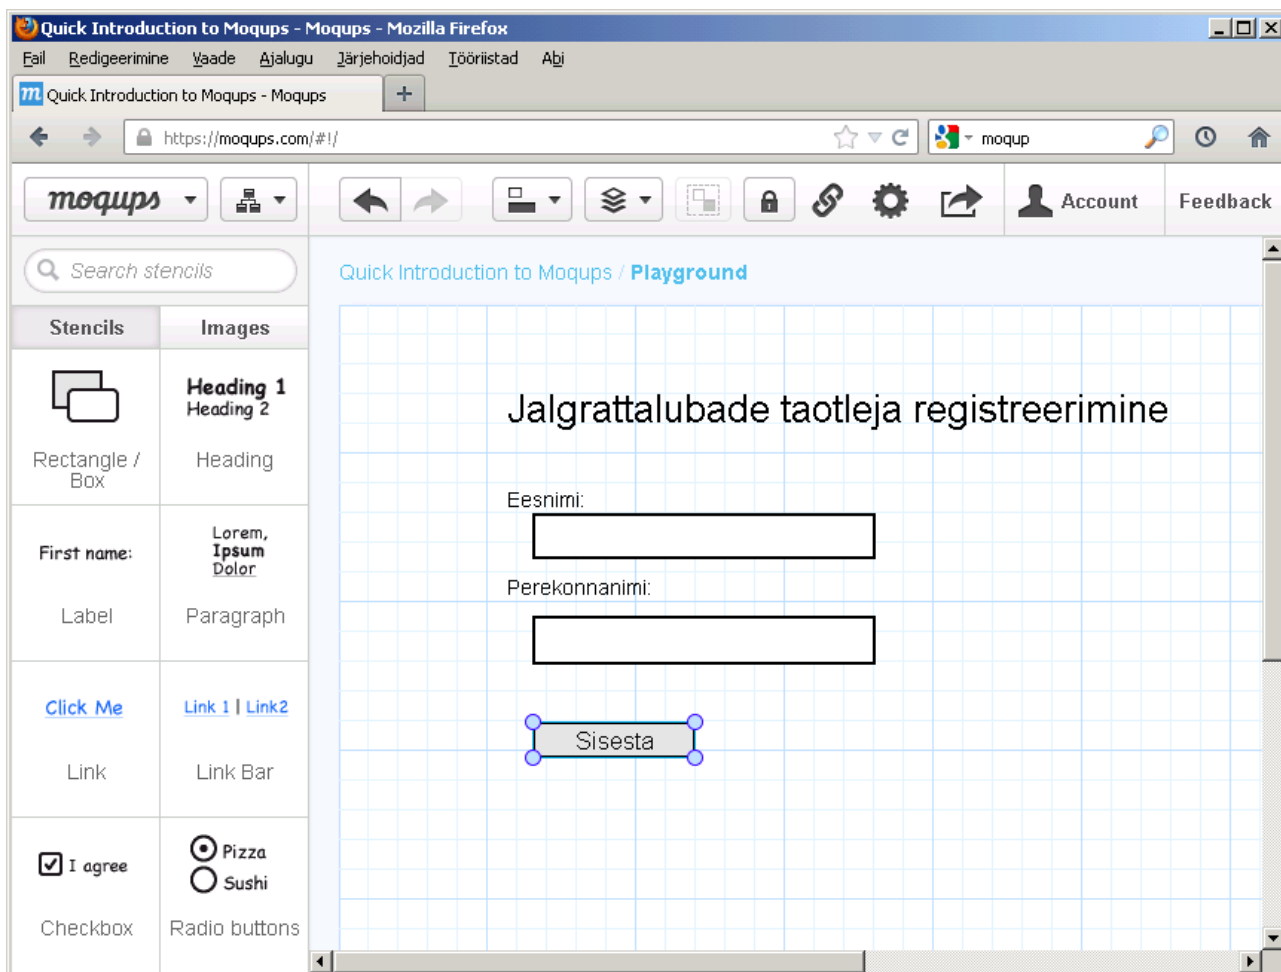 Quick Introduction to Moqups - Moqups - Mozilla Firefox
Fail Redigeerimine Vaade Ajalugu Järjehoidjad Tööriistad Abi
m Quick Introduction to Moqups - Moqups +
https://moqups.com/#!/ moqup
moqups Account Feedback
Search stencils
Quick Introduction to Moqups / Playground
Stencils Images
Heading 1
Heading 2
Rectangle / Box
Heading
First name:
Lorem,
Ipsum
Dolor
Label Paragraph
Click Me Link 1 | Link2
Link Link Bar
I agree
Pizza
Sushi
Checkbox Radio buttons
Jalgrattalubade taotleja registreerimine
Eesnimi:
Perekonnanimi:
Sisesta